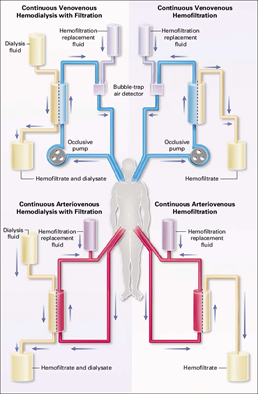 Continuous Venovenous
Hemodialysis with Filtration
Dialysis
fluid
Hemofiltration
replacement
fluid
Bubble-trap
air detector
Occlusive
pump
Hemofiltrate and dialysate
Continuous Venovenous
Hemofiltration
Hemofiltration
replacement
fluid
Occlusive
pump
Hemofiltrate
Continuous Arteriovenous
Hemodialysis with Filtration
Dialysis
fluid
Hemofiltration
replacement
fluid
Hemofiltrate and dialysate
Continuous Arteriovenous
Hemofiltration
Hemofiltration
replacement
fluid
Hemofiltrate